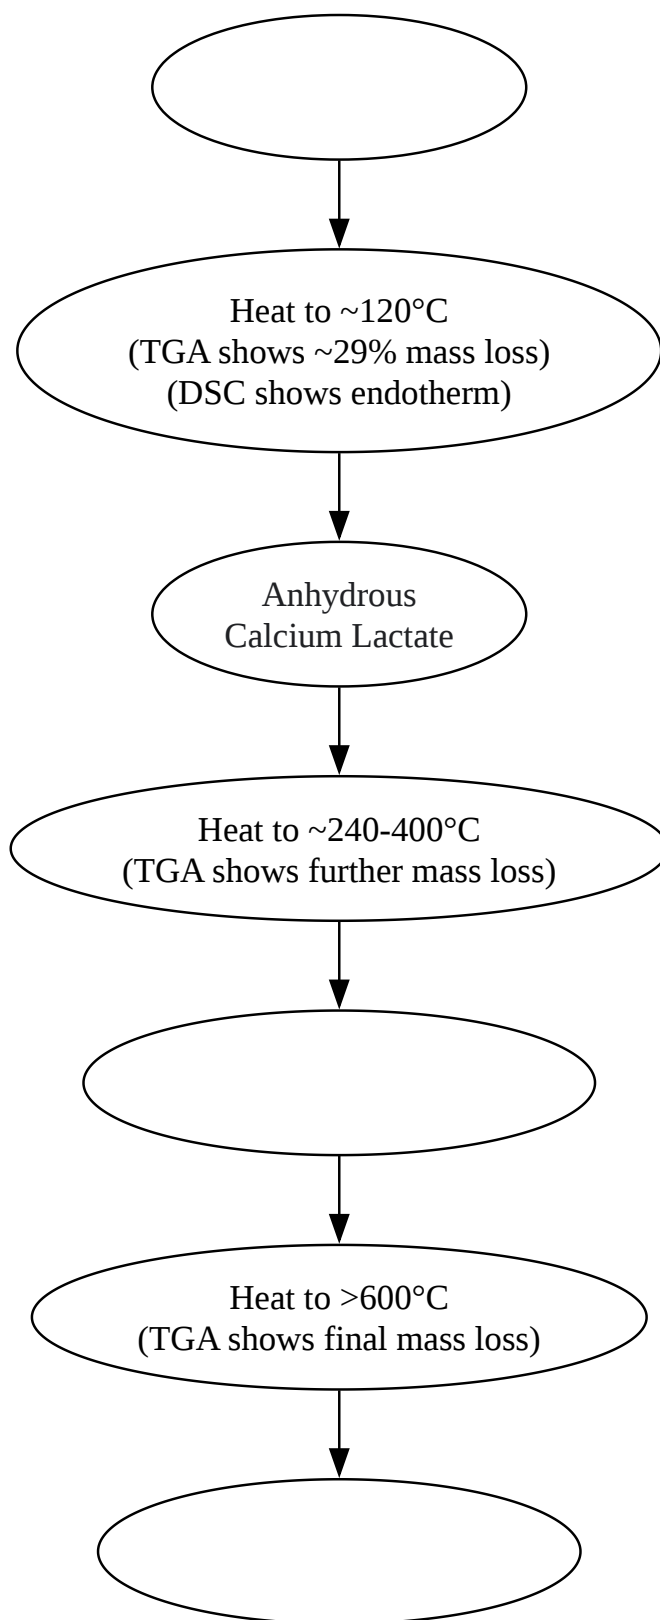 Heat to ~120°C
(TGA shows ~29% mass loss)
(DSC shows endotherm)
Anhydrous
Calcium Lactate
Heat to ~240-400°C
(TGA shows further mass loss)
Heat to >600°C
(TGA shows final mass loss)